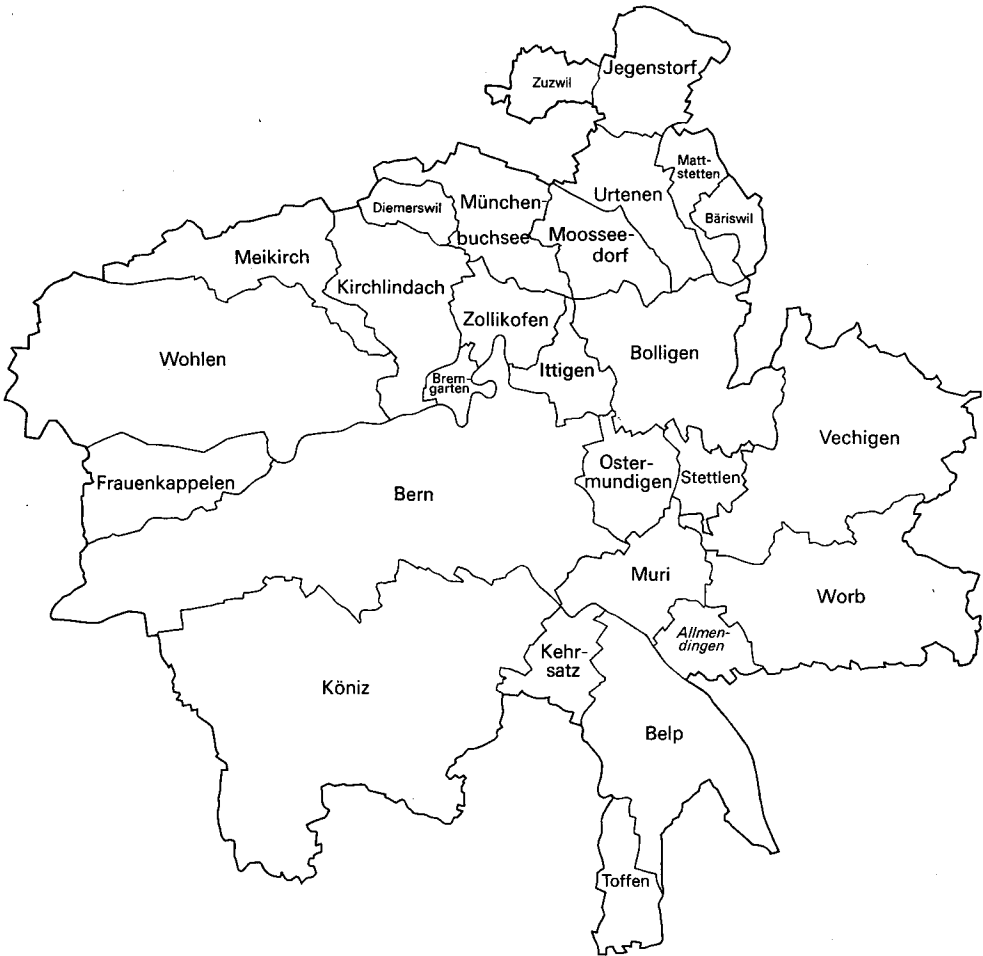 Jegenstorf
Zuzwil
Matt-
stetten
Urtenen
München-
buchsee
Diemerswil
Bäriswil
Moossee-
dorf
Meikirch
Kirchlindach
Zollikofen
Wohlen
Bolligen
Ittigen
Brem-
garten
Vechigen
Oster-
mundigen
Stettlen
Frauenkappelen
Bern
Muri
Worb
Allmen-
dingen
Kehr-
satz
Köniz
Belp
Toffen